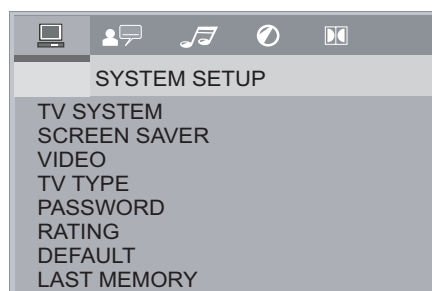 SYSTEM SETUP
TV SYSTEM
SCREEN SAVER
VIDEO
TV TYPE
PASSWORD
RATING
DEFAULT
LAST MEMORY